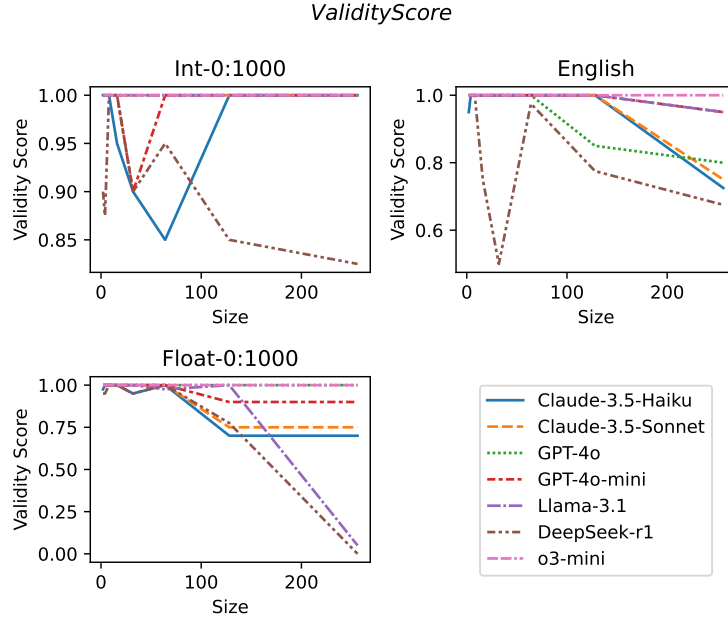 ValidityScore
Int-0:1000
1.00
0.95
0.90
0.85
Validity Score
0
100
200
Size
English
1.0
0.8
0.6
Validity Score
0
100
200
Size
Float-0:1000
1.00
0.75
0.50
0.25
0.00
Validity Score
0
100
200
Size
Claude-3.5-Haiku
Claude-3.5-Sonnet
GPT-4o
GPT-4o-mini
Llama-3.1
DeepSeek-r1
o3-mini